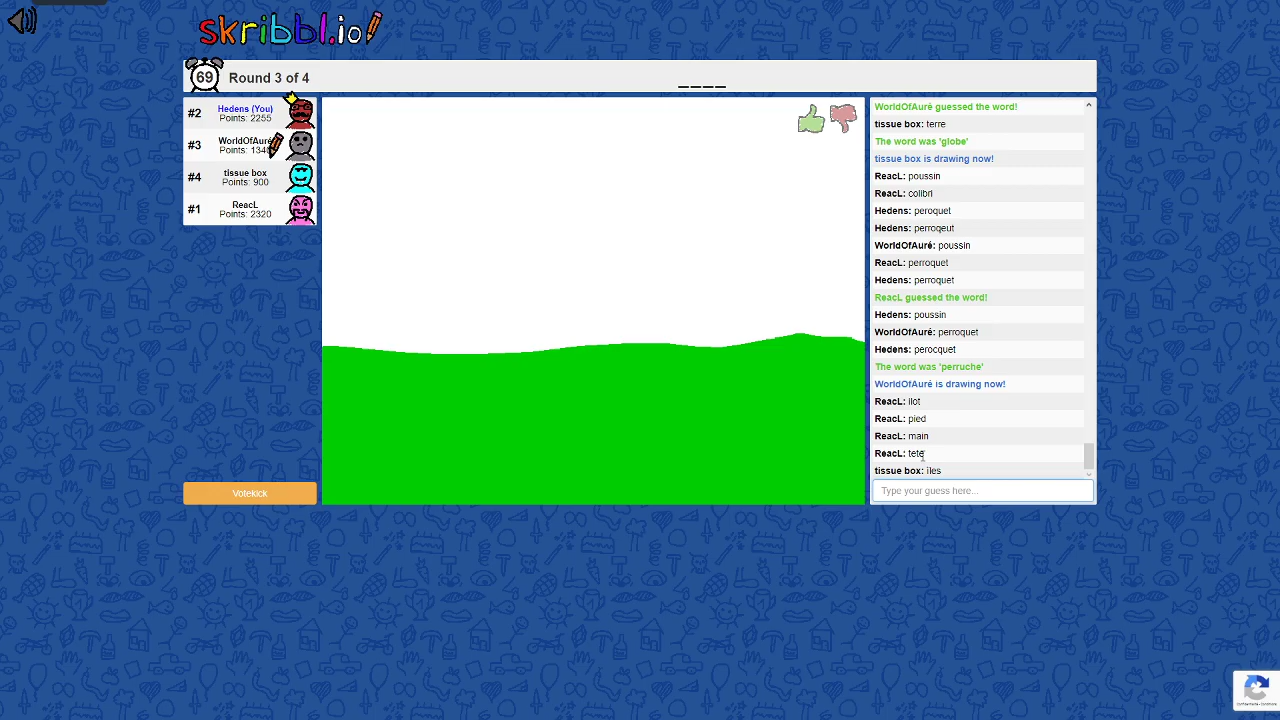 skribbl.io
69 Round 3 of 4
____
#2 Hedens (You)
Points: 2255
#3 WorldOfAuré
Points: 134
#4 tissue box
Points: 900
#1 ReacL
Points: 2320
Votekick
WorldOfAuré guessed the word!
tissue box: terre
The word was 'globe'
tissue box is drawing now!
ReacL: poussin
ReacL: colibri
Hedens: peroquet
Hedens: perroqeut
WorldOfAuré: poussin
ReacL: perroquet
Hedens: perroquet
ReacL guessed the word!
Hedens: poussin
WorldOfAuré: perroquet
Hedens: perocquet
The word was 'perruche'
WorldOfAuré is drawing now!
ReacL: ilot
ReacL: pied
ReacL: main
ReacL: tete
tissue box: îles
Type your guess here...